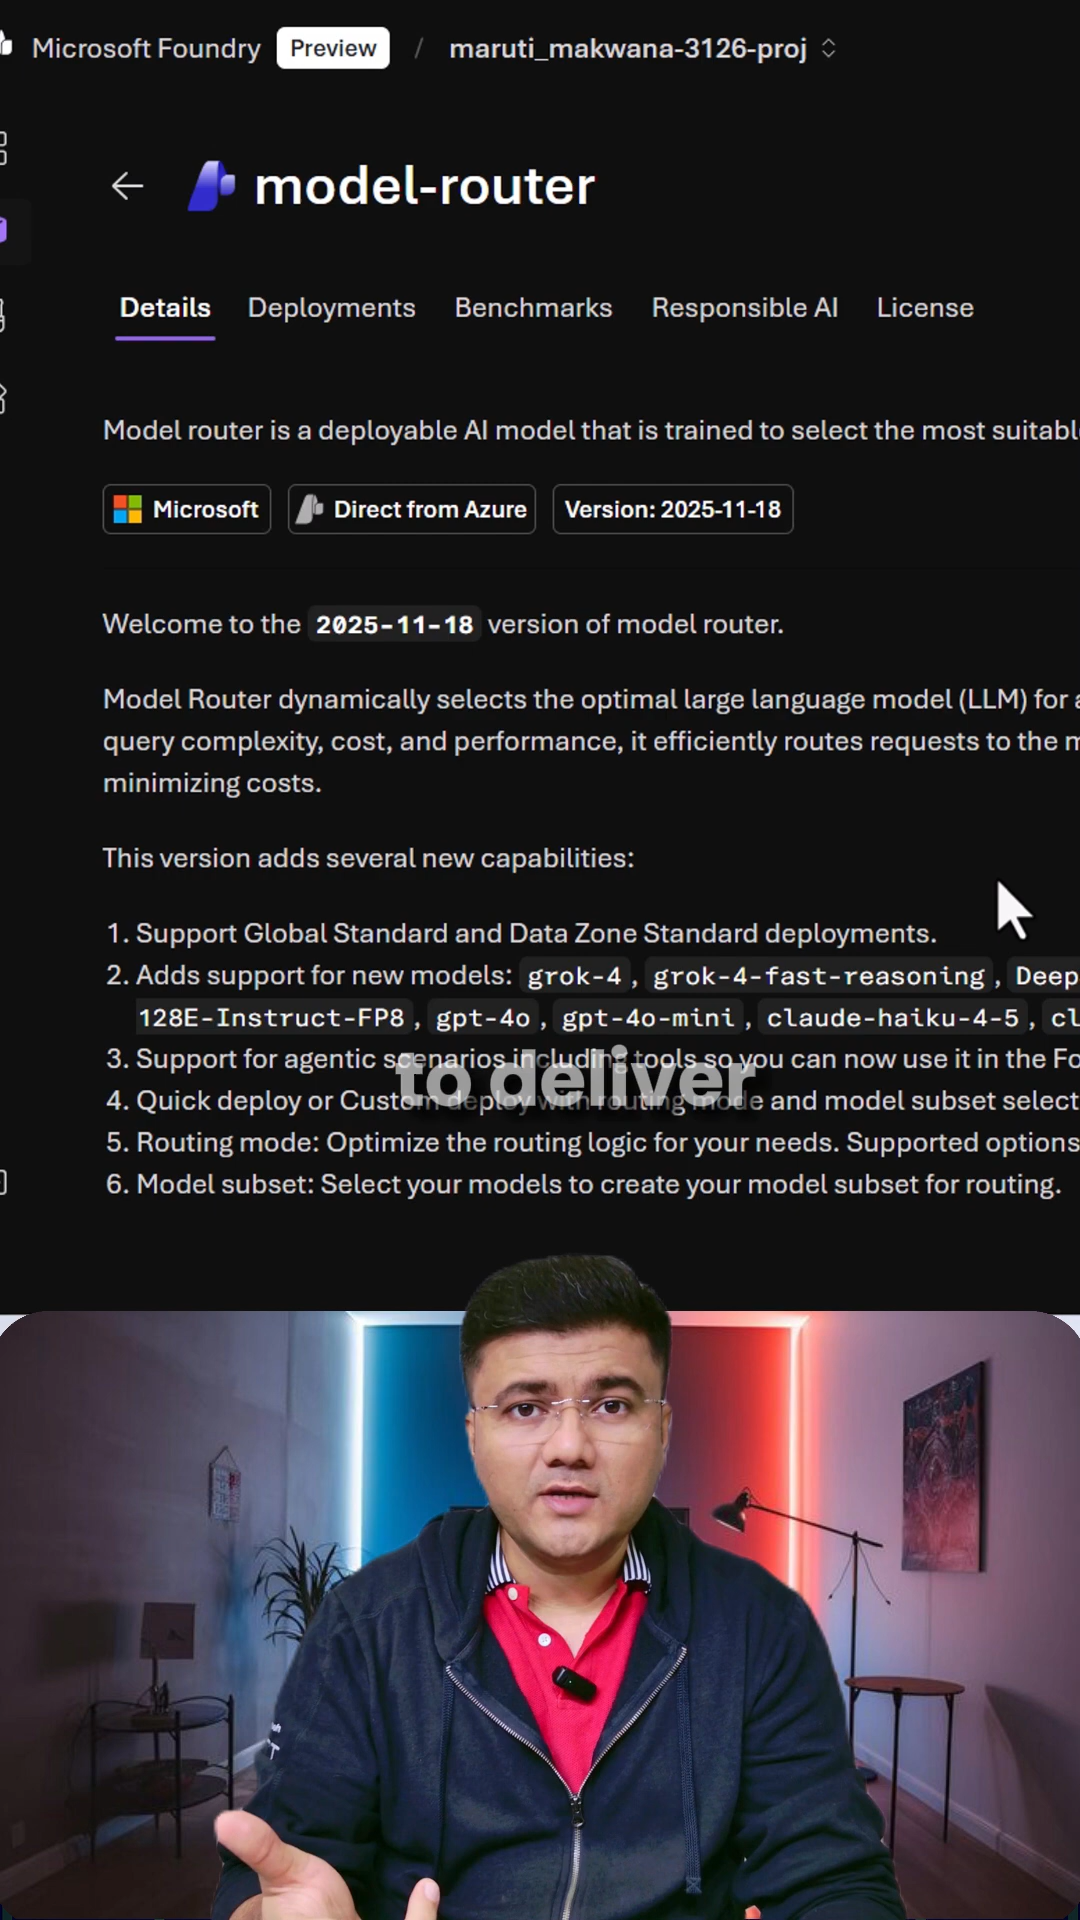 Microsoft Foundry Preview / maruti_makwana-3126-proj
model-router
Details Deployments Benchmarks Responsible AI License
Model router is a deployable AI model that is trained to select the most suitabl
Microsoft Direct from Azure Version: 2025-11-18
Welcome to the 2025-11-18 version of model router.
Model Router dynamically selects the optimal large language model (LLM) for a
query complexity, cost, and performance, it efficiently routes requests to the m
minimizing costs.
This version adds several new capabilities:
1. Support Global Standard and Data Zone Standard deployments.
2. Adds support for new models: grok-4, grok-4-fast-reasoning, Deep
128E-Instruct-FP8, gpt-4o, gpt-4o-mini, claude-haiku-4-5, cl
3. Support for agentic scenarios including tools so you can now use it in the Fo
to deliver
4. Quick deploy or Custom deploy with routing mode and model subset select
5. Routing mode: Optimize the routing logic for your needs. Supported options
6. Model subset: Select your models to create your model subset for routing.